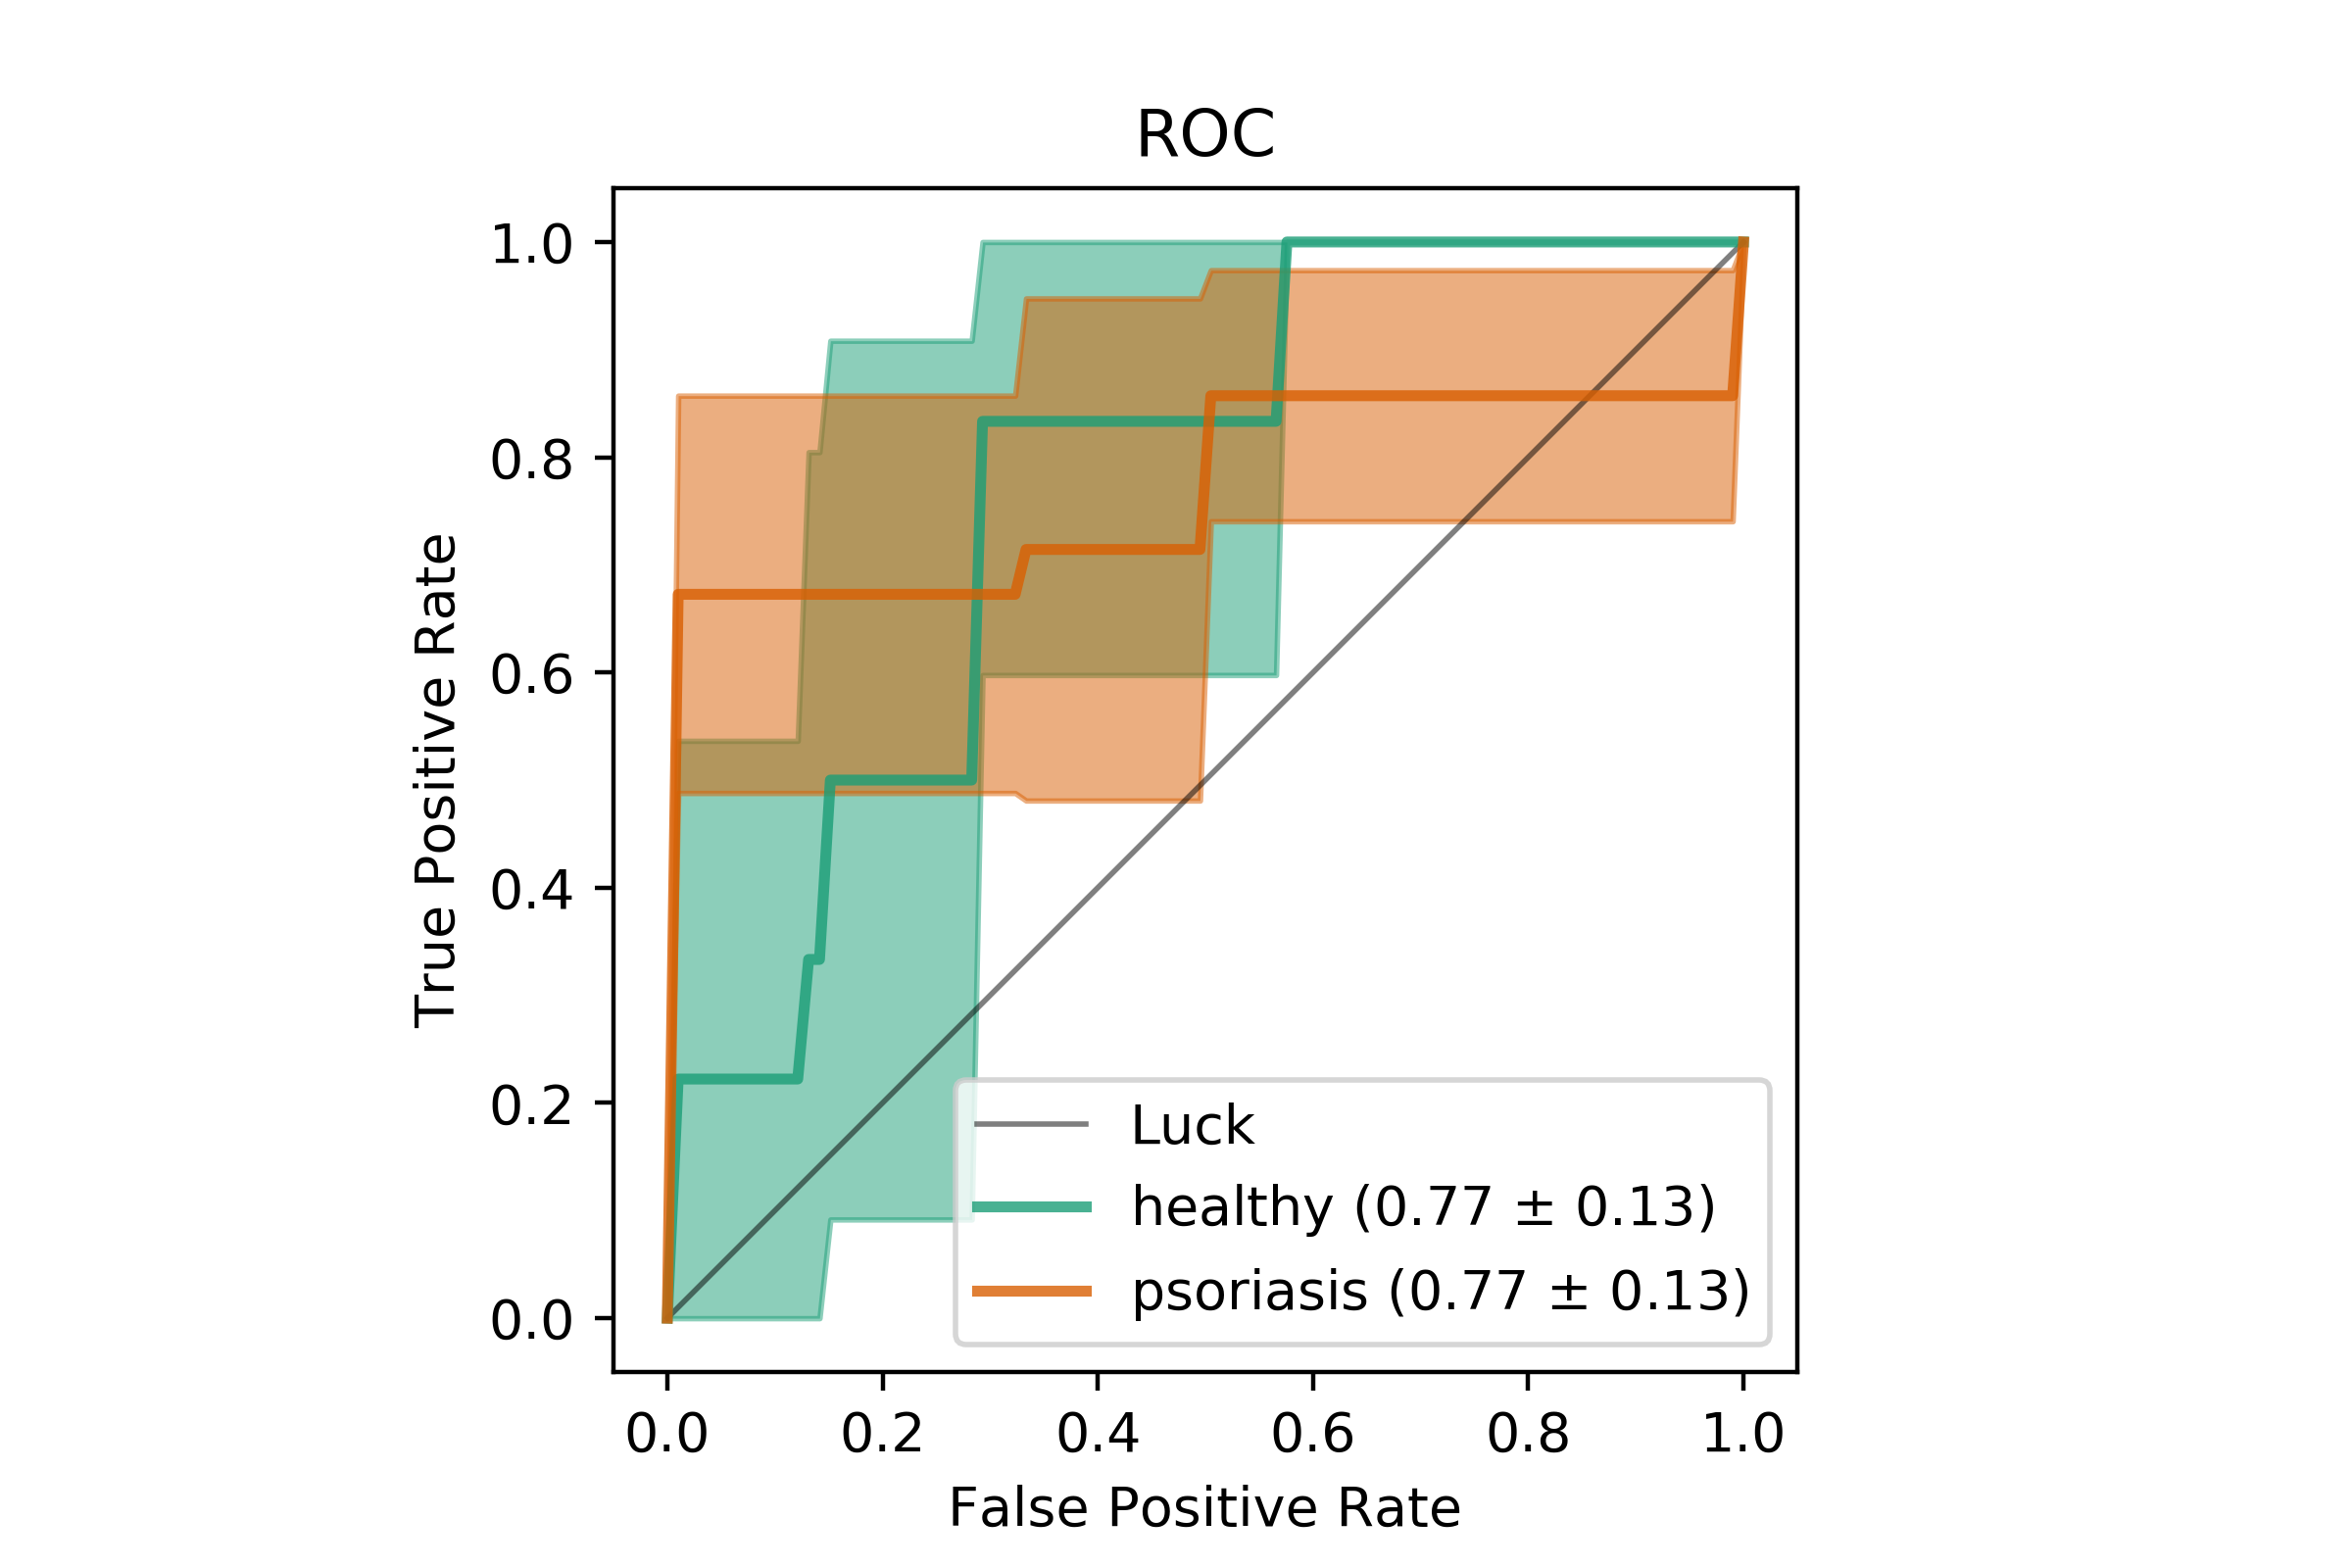 ROC
1.0
0.8
0.6
0.4
0.2
0.0
True Positive Rate
Luck
healthy (0.77 ± 0.13)
psoriasis (0.77 ± 0.13)
0.0 0.2 0.4 0.6 0.8 1.0
False Positive Rate